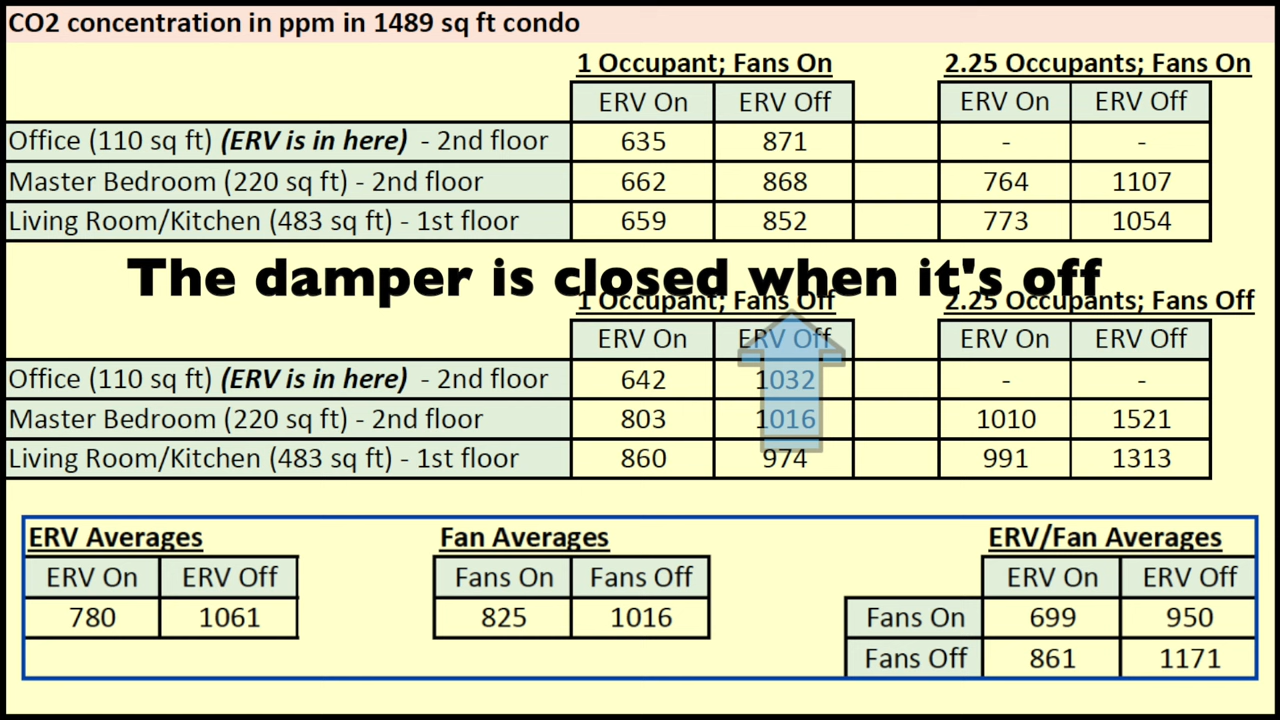 CO2 concentration in ppm in 1489 sq ft condo
1 Occupant; Fans On 2.25 Occupants; Fans On
ERV On ERV Off ERV On ERV Off
Office (110 sq ft) (ERV is in here) - 2nd floor 635 871 - -
Master Bedroom (220 sq ft) - 2nd floor 662 868 764 1107
Living Room/Kitchen (483 sq ft) - 1st floor 659 852 773 1054
The damper is closed when it's off
1 Occupant; Fans Off 2.25 Occupants; Fans Off
ERV On ERV Off ERV On ERV Off
Office (110 sq ft) (ERV is in here) - 2nd floor 642 1032 - -
Master Bedroom (220 sq ft) - 2nd floor 803 1016 1010 1521
Living Room/Kitchen (483 sq ft) - 1st floor 860 974 991 1313
ERV Averages Fan Averages ERV/Fan Averages
ERV On ERV Off Fans On Fans Off ERV On ERV Off
780 1061 825 1016 Fans On 699 950
Fans Off 861 1171